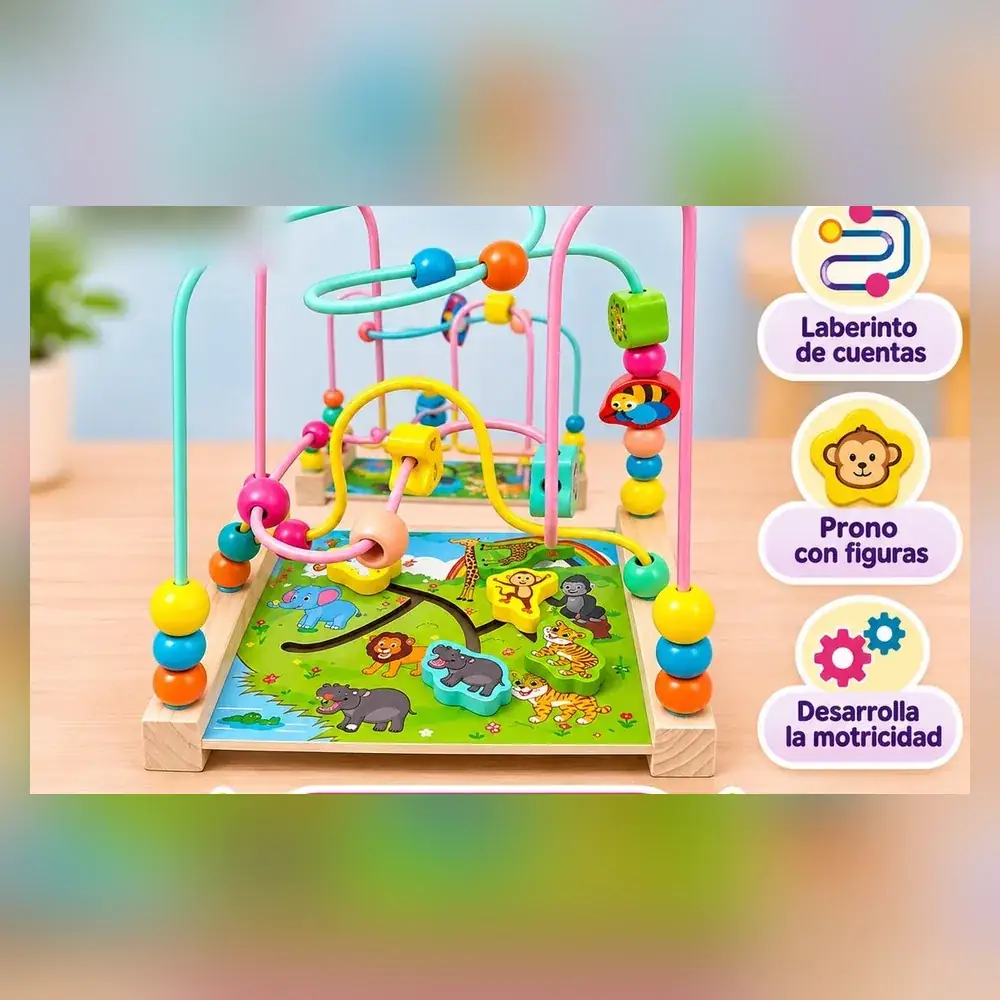 Laberinto
de cuentas
Prono
con figuras
Desarrolla
la motricidad